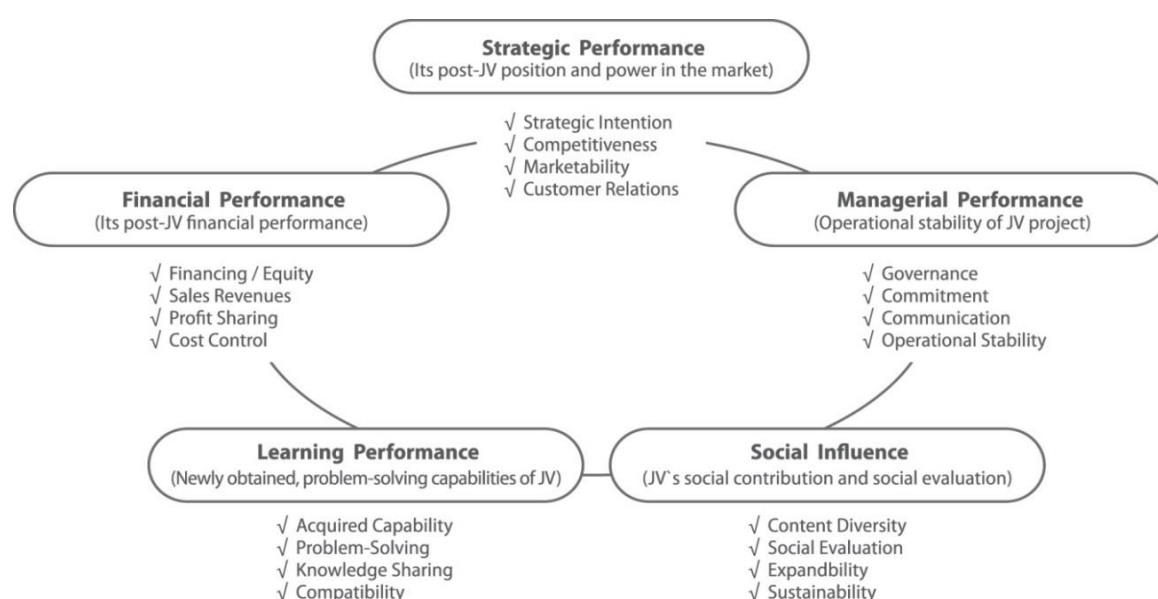 Strategic Performance
(Its post-JV position and power in the market)
√ Strategic Intention
√ Competitiveness
√ Marketability
√ Customer Relations
Financial Performance
(Its post-JV financial performance)
√ Financing / Equity
√ Sales Revenues
√ Profit Sharing
√ Cost Control
Managerial Performance
(Operational stability of JV project)
√ Governance
√ Commitment
√ Communication
√ Operational Stability
Learning Performance
(Newly obtained, problem-solving capabilities of JV)
√ Acquired Capability
√ Problem-Solving
√ Knowledge Sharing
√ Compatibility
Social Influence
(JV`s social contribution and social evaluation)
√ Content Diversity
√ Social Evaluation
√ Expandbility
√ Sustainability